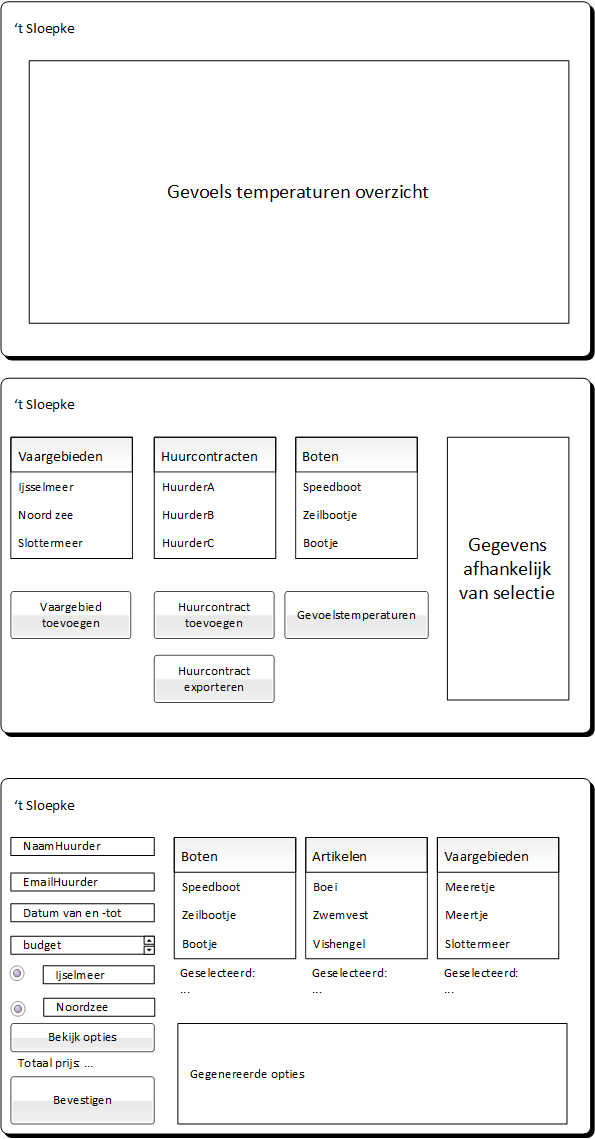 ‘t Sloepke
Gevoels temperaturen overzicht
‘t Sloepke
Vaargebieden
Ijsselmeer
Noord zee
Slottermeer
Huurcontracten
HuurderA
HuurderB
HuurderC
Boten
Speedboot
Zeilbootje
Bootje
Gegevens
afhankelijk
van selectie
Vaargebied
toevoegen
Huurcontract
toevoegen
Gevoelstemperaturen
Huurcontract
exporteren
‘t Sloepke
NaamHuurder
EmailHuurder
Datum van en -tot
budget
Ijselmeer
Noordzee
Bekijk opties
Totaal prijs: ...
Bevestigen
Boten
Speedboot
Zeilbootje
Bootje
Geselecteerd:
...
Artikelen
Boei
Zwemvest
Vishengel
Geselecteerd:
...
Vaargebieden
Meeretje
Meertje
Slottermeer
Geselecteerd:
...
Gegenereerde opties